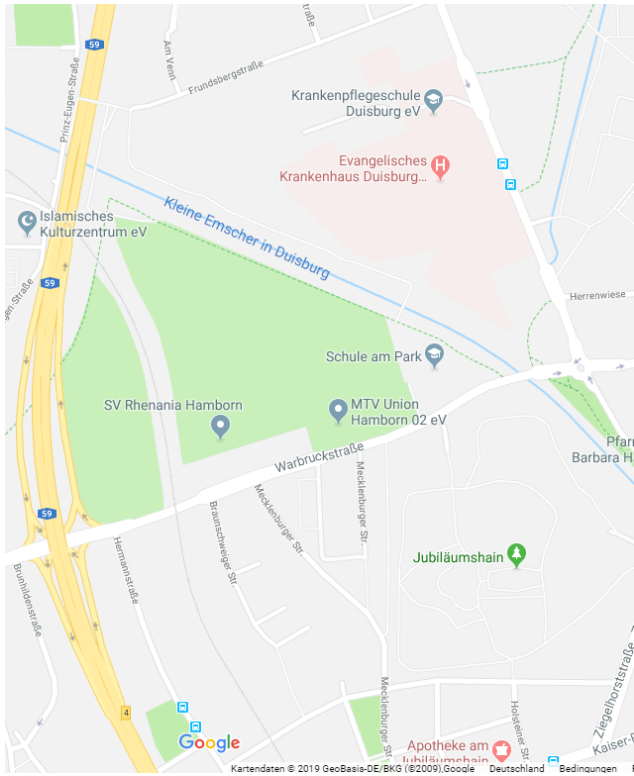 59
Am Venn
Frundsbergstraße
Prinz-Eugen-Straße
Krankenpflegeschule
Duisburg eV
Evangelisches
Krankenhaus Duisburg...
H
Kleine Emscher in Duisburg
Islamisches
Kulturzentrum eV
59
gen-Straße
Herrenwiese
Schule am Park
SV Rhenania Hamborn
MTV Union
Hamborn 02 eV
Pfarr
Barbara H
Warbruckstraße
Mecklenburger Str.
Mecklenburger Str.
59
Braunschweiger Str.
Hermannstraße
Brunhildenstraße
Jubiläumshain
Mecklenburger Str.
Holsteiner Str.
Ziegelhorststraße
4
Google
Apotheke am
Jubiläumshain
Kaiser-F
Kartendaten © 2019 GeoBasis-DE/BKG (©2009),Google Deutschland Bedingungen